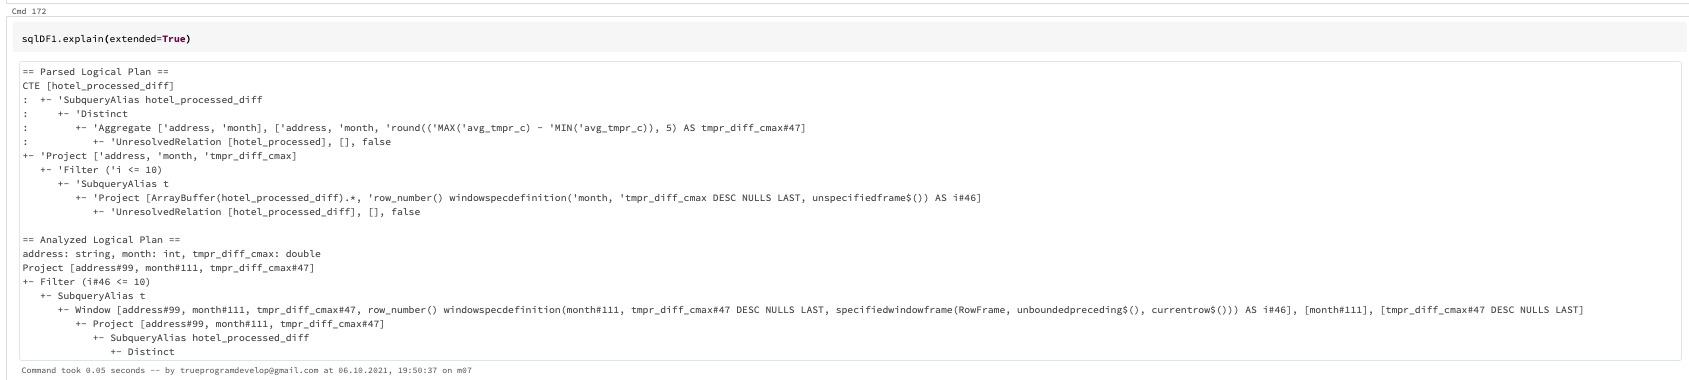 Cmd 172
sqlDF1.explain(extended=True)
== Parsed Logical Plan ==
CTE [hotel_processed_diff]
:  +- 'SubqueryAlias hotel_processed_diff
:     +- 'Distinct
:        +- 'Aggregate ['address, 'month], ['address, 'month, 'round(('MAX('avg_tmpr_c) - 'MIN('avg_tmpr_c)), 5) AS tmpr_diff_cmax#47]
:           +- 'UnresolvedRelation [hotel_processed], [], false
+- 'Project ['address, 'month, 'tmpr_diff_cmax]
   +- 'Filter ('i <= 10)
      +- 'SubqueryAlias t
         +- 'Project [ArrayBuffer(hotel_processed_diff).*, 'row_number() windowspecdefinition('month, 'tmpr_diff_cmax DESC NULLS LAST, unspecifiedframe$()) AS i#46]
            +- 'UnresolvedRelation [hotel_processed_diff], [], false
== Analyzed Logical Plan ==
address: string, month: int, tmpr_diff_cmax: double
Project [address#99, month#111, tmpr_diff_cmax#47]
+- Filter (i#46 <= 10)
   +- SubqueryAlias t
      +- Window [address#99, month#111, tmpr_diff_cmax#47, row_number() windowspecdefinition(month#111, tmpr_diff_cmax#47 DESC NULLS LAST, specifiedwindowframe(RowFrame, unboundedpreceding$(), currentrow$())) AS i#46], [month#111], [tmpr_diff_cmax#47 DESC NULLS LAST]
         +- Project [address#99, month#111, tmpr_diff_cmax#47]
            +- SubqueryAlias hotel_processed_diff
               +- Distinct
Command took 0.05 seconds -- by trueprogramdevelop@gmail.com at 06.10.2021, 19:50:37 on m07